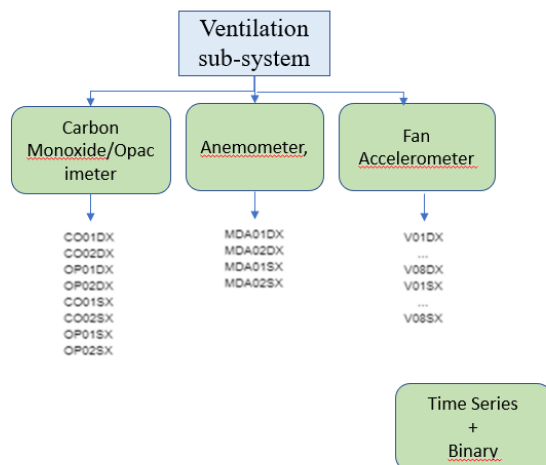 Ventilation
sub-system
Carbon
Monoxide/Opac
imeter
Anemometer,
Fan
Accelerometer
CO01DX
CO02DX
OP01DX
OP02DX
CO01SX
CO02SX
OP01SX
OP02SX
MDA01DX
MDA02DX
MDA01SX
MDA02SX
V01DX
...
V08DX
V01SX
...
V08SX
Time Series
+
Binary